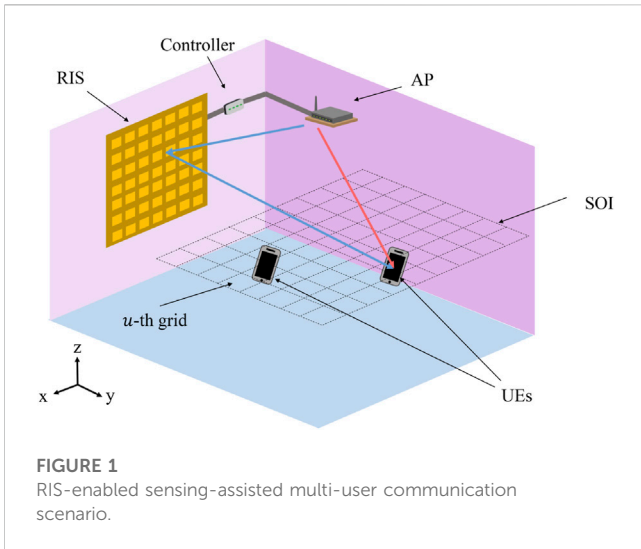 Controller
RIS
AP
SOI
u-th grid
z
x
y
UEs
FIGURE 1
RIS-enabled sensing-assisted multi-user communication
scenario.